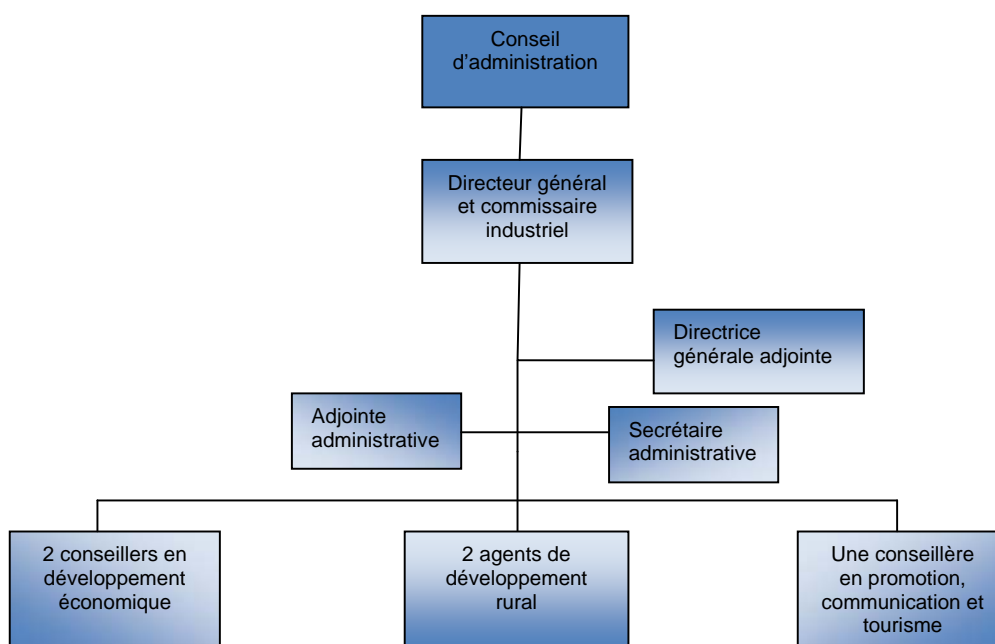 Conseil
d’administration
Directeur général
et commissaire
industriel
Directrice
générale adjointe
Adjointe
administrative
Secrétaire
administrative
2 conseillers en
développement
économique
2 agents de
développement
rural
Une conseillère
en promotion,
communication et
tourisme